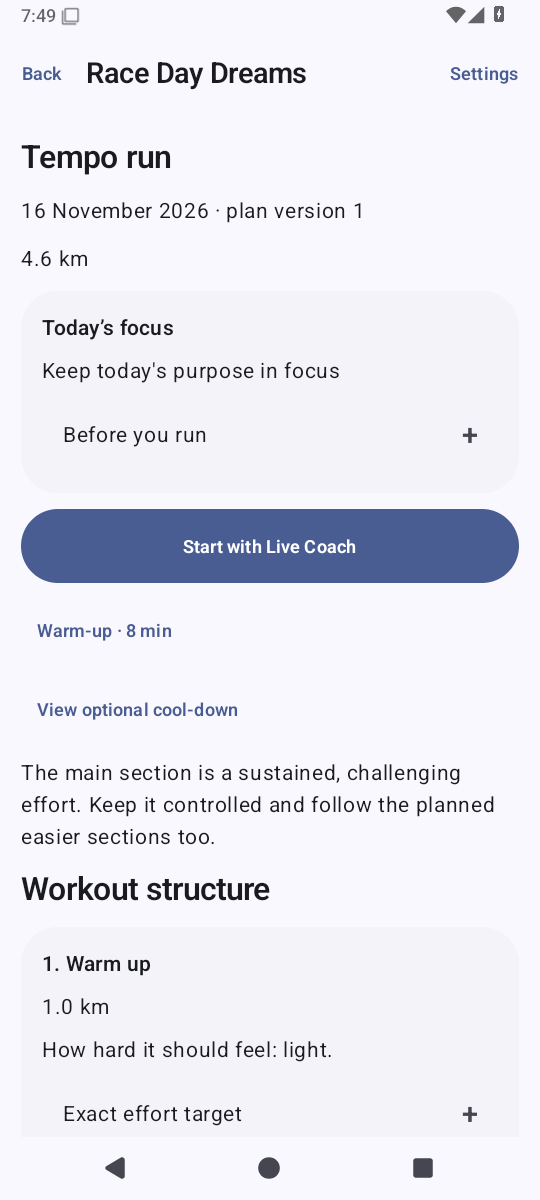 7:49
Back Race Day Dreams Settings
Tempo run
16 November 2026 · plan version 1
4.6 km
Today’s focus
Keep today's purpose in focus
Before you run +
Start with Live Coach
Warm-up · 8 min
View optional cool-down
The main section is a sustained, challenging
effort. Keep it controlled and follow the planned
easier sections too.
Workout structure
1. Warm up
1.0 km
How hard it should feel: light.
Exact effort target +